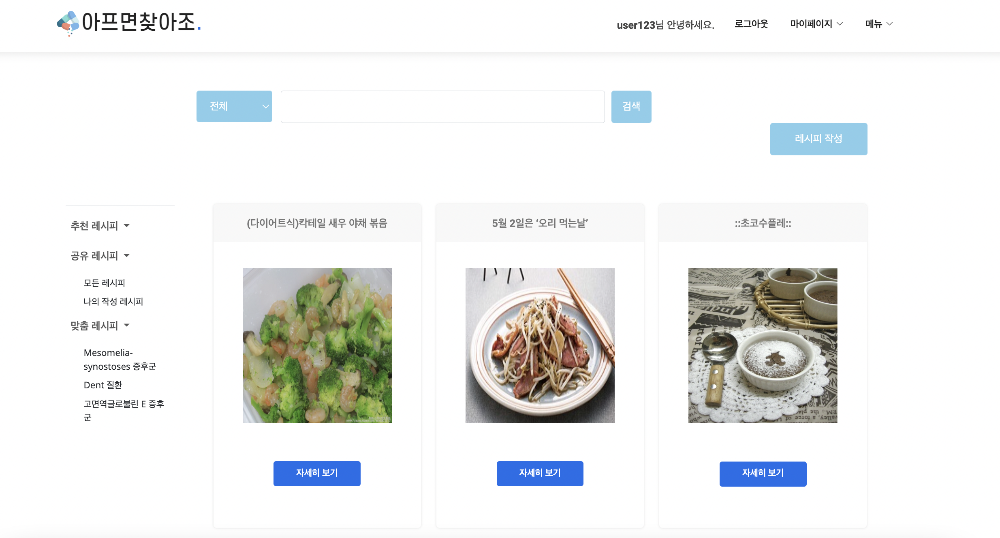 아프면찾아조.
user123님 안녕하세요.
로그아웃
마이페이지
메뉴
전체
검색
레시피 작성
추천 레시피
공유 레시피
모든 레시피
나의 작성 레시피
맞춤 레시피
Mesomelia-
synostoses 증후군
Dent 질환
고면역글로불린 E 증후
군
(다이어트식)칵테일 새우 야채 볶음
자세히 보기
5월 2일은 ‘오리 먹는날’
자세히 보기
::초코수플레::
자세히 보기